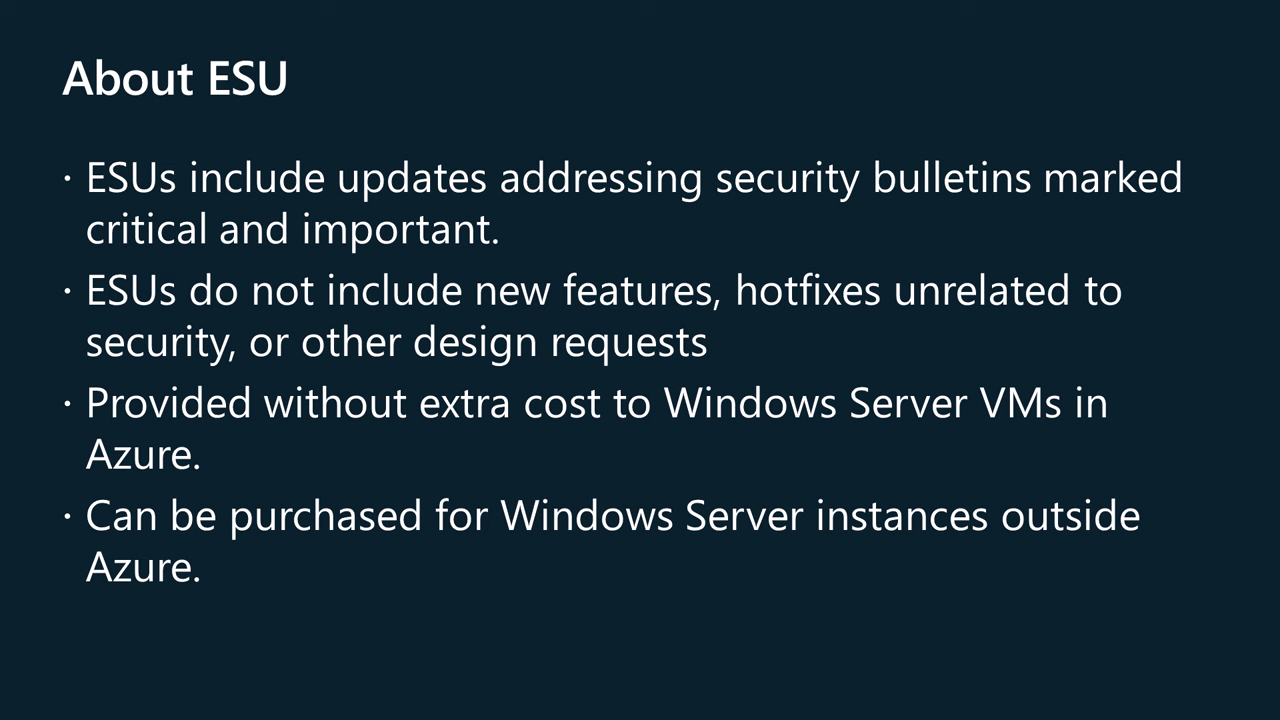 About ESU
· ESUs include updates addressing security bulletins marked
critical and important.
· ESUs do not include new features, hotfixes unrelated to
security, or other design requests
· Provided without extra cost to Windows Server VMs in
Azure.
· Can be purchased for Windows Server instances outside
Azure.